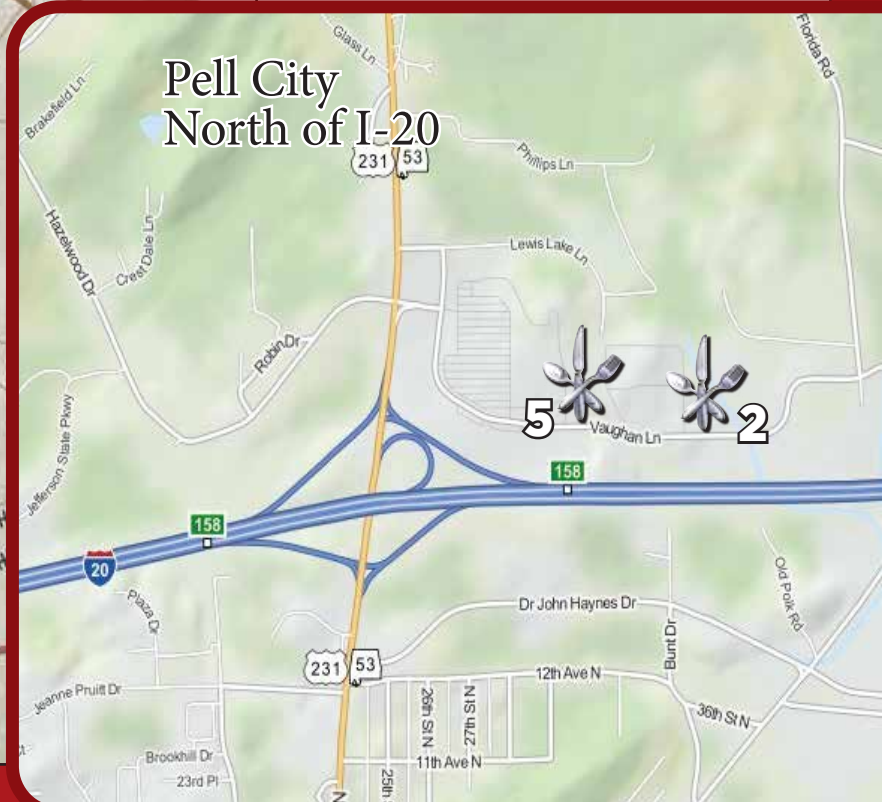 Pell City
North of I-20
Glass Ln
Florida Rd
Brakefield Ln
231 53
Phillips Ln
Hazelwood Dr
Crest Dale Ln
Lewis Lake Ln
Robin Dr
5
2
Vaughan Ln
Jefferson State Pkwy
158
158
20
Plaza Dr
Dr John Haynes Dr
Old Polk Rd
Bunt Dr
231 53
12th Ave N
Jeanne Pruitt Dr
26th St N
27th St N
36th St N
Brookhill Dr
11th Ave N
23rd Pl
25th
N